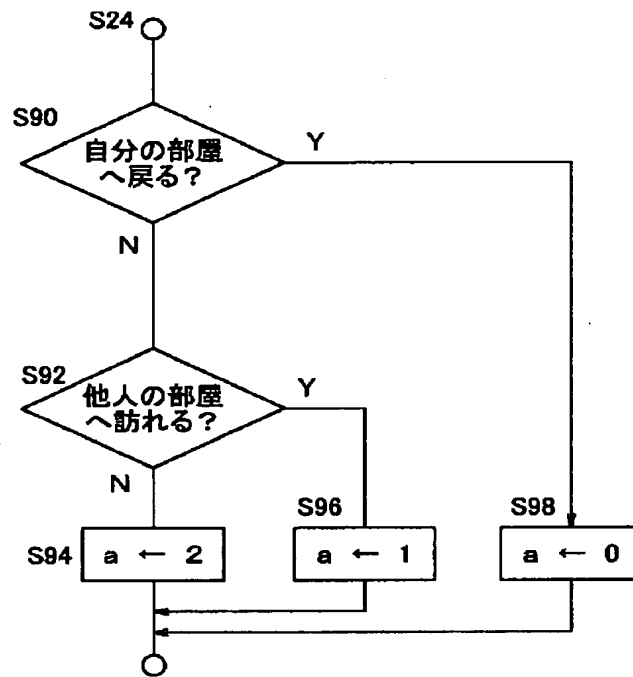 S24
S90
自分の部屋
へ戻る?
Y
N
S92
他人の部屋
へ訪れる?
Y
N
S96
S98
S94
a ← 2
a ← 1
a ← 0